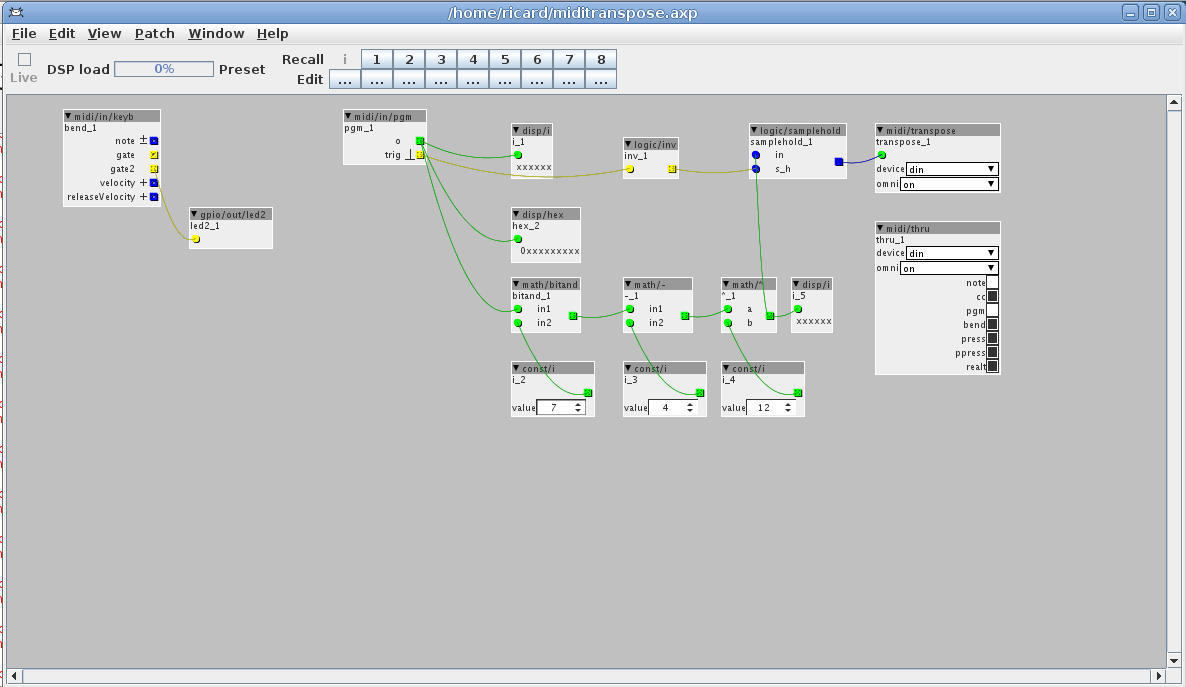 /home/ricard/miditranspose.axp
File Edit View Patch Window Help
Live
DSP load 0% Preset
Recall i 1 2 3 4 5 6 7 8
Edit ... ... ... ... ... ... ... ... ...
midi/in/keyb
bend_1
note ±
gate
gate2
velocity +
releaseVelocity +
gpio/out/led2
led2_1
midi/in/pgm
pgm_1
o
trig
disp/i
i_1
xxxxxx
logic/inv
inv_1
logic/samplehold
samplehold_1
in
s_h
midi/transpose
transpose_1
device din
omni on
disp/hex
hex_2
0xxxxxxxxx
midi/thru
thru_1
device din
omni on
note
cc
pgm
bend
press
ppress
realt
math/bitand
bitand_1
in1
in2
math/-
-_1
in1
in2
math/*
*_1
a
b
disp/i
i_5
xxxxxx
const/i
i_2
value 7
const/i
i_3
value 4
const/i
i_4
value 12